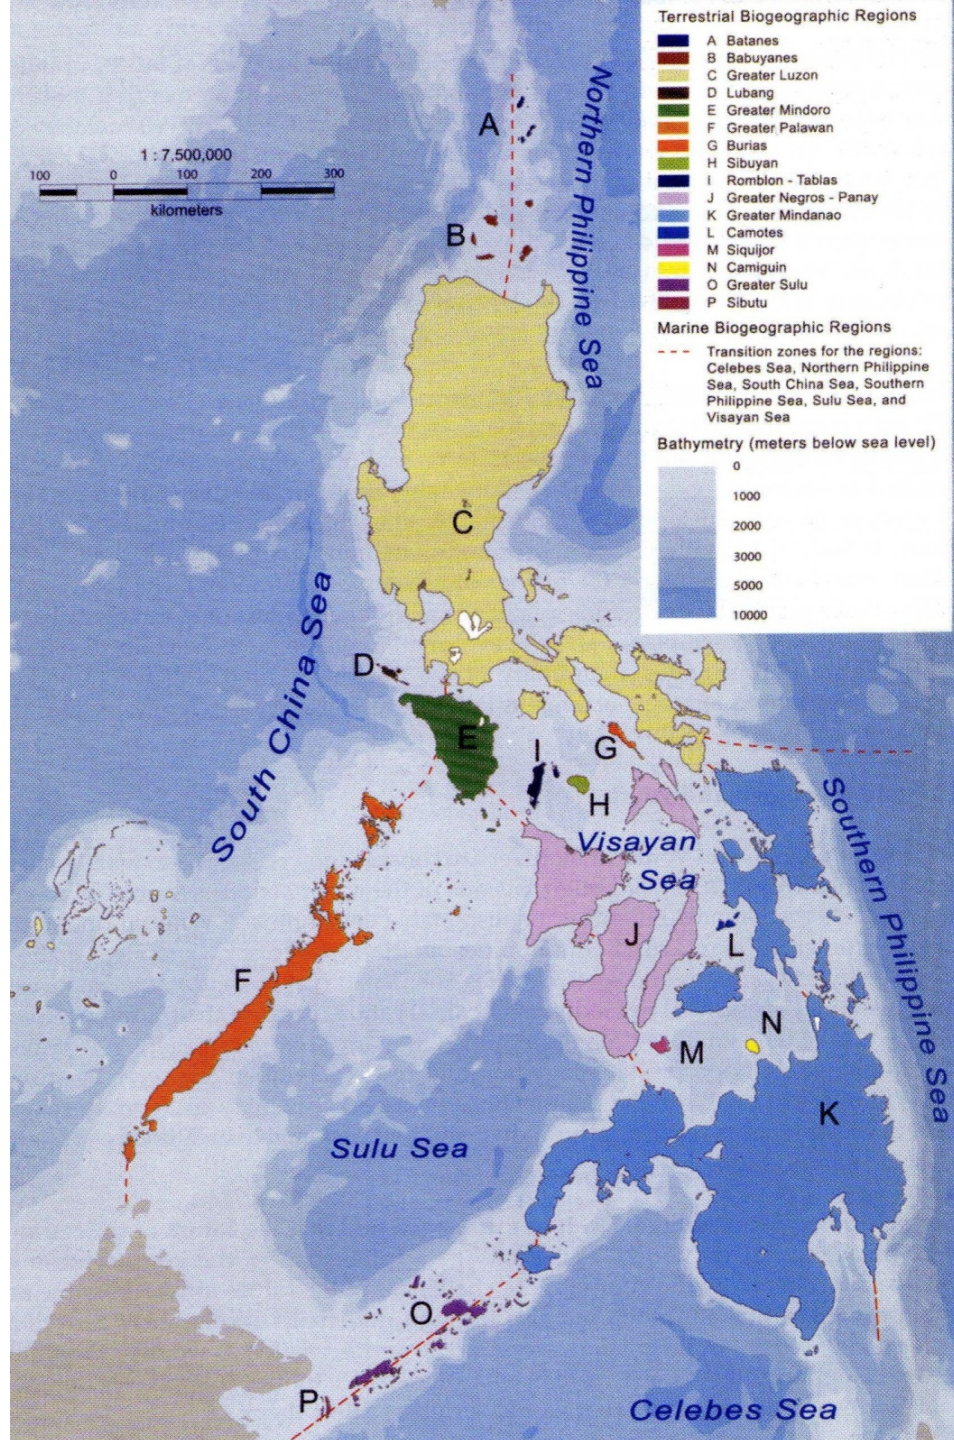 Terrestrial Biogeographic Regions
A Batanes
B Babuyanes
C Greater Luzon
D Lubang
E Greater Mindoro
F Greater Palawan
G Burias
H Sibuyan
I Romblon - Tablas
J Greater Negros - Panay
K Greater Mindanao
L Camotes
M Siquijor
N Camiguin
O Greater Sulu
P Sibutu
Marine Biogeographic Regions
Transition zones for the regions:
Celebes Sea, Northern Philippine
Sea, South China Sea, Southern
Philippine Sea, Sulu Sea, and
Visayan Sea
Bathymetry (meters below sea level)
0
1000
2000
3000
5000
10000
1 : 7,500,000
100 0 100 200 300
kilometers
Northern Philippine Sea
A
B
C
South China Sea
D
E
I
G
H
Visayan
Sea
Southern Philippine Sea
J
L
F
N
M
K
Sulu Sea
O
P
Celebes Sea